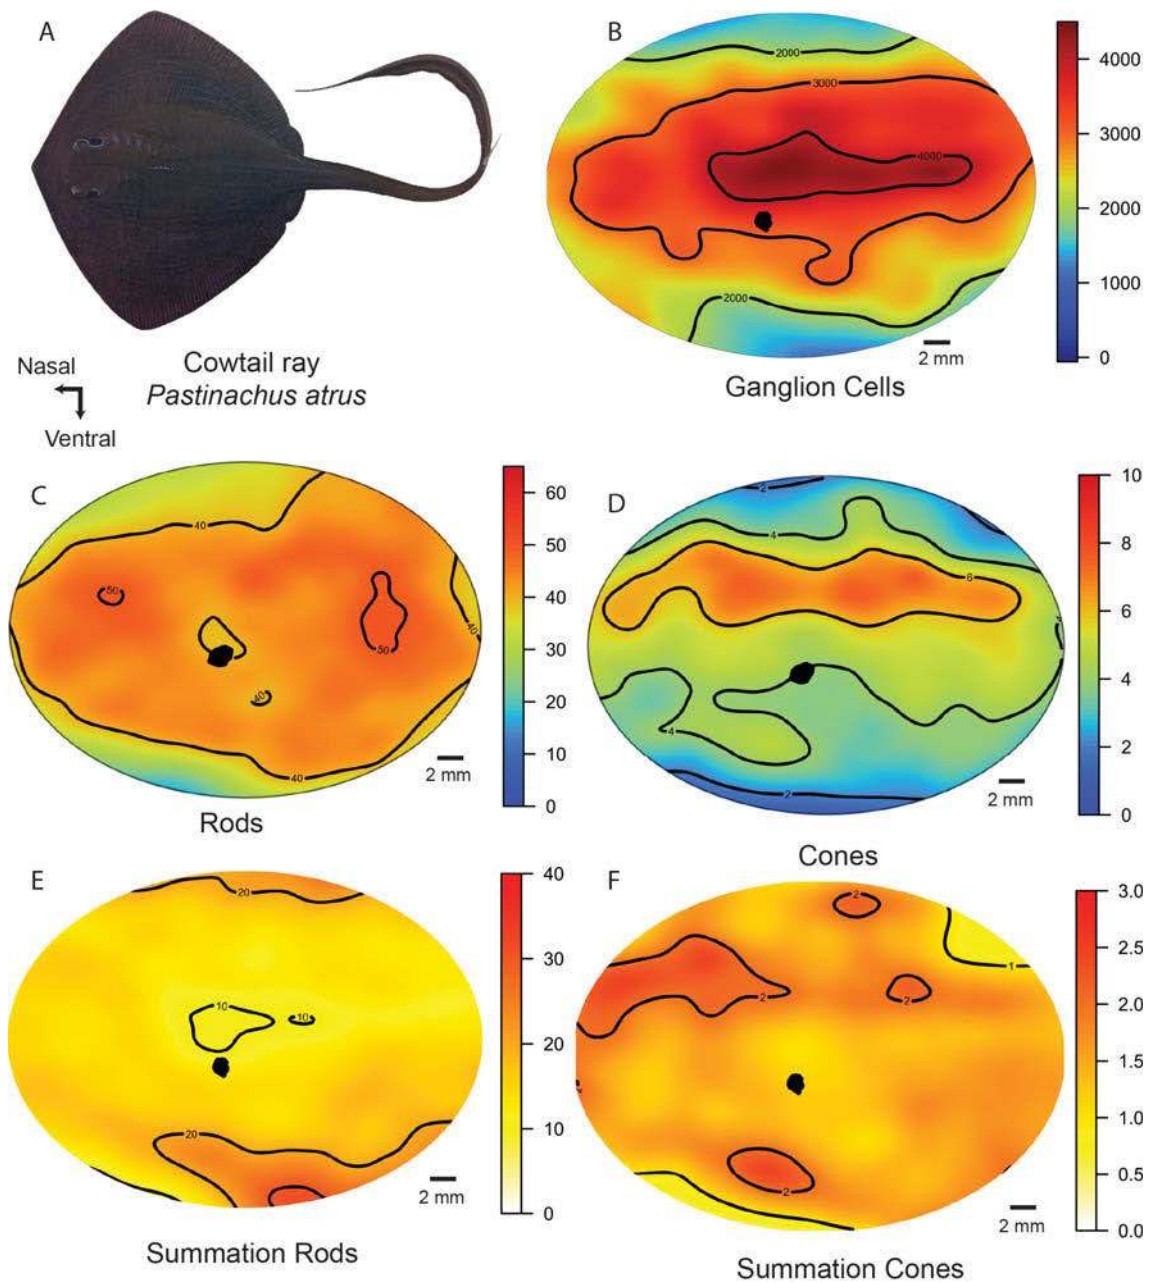 A
Nasal
Ventral
Cowtail ray
Pastinachus atrus
B
2000
3000
4000
2000
2 mm
4000
3000
2000
1000
0
Ganglion Cells
C
40
50
50
40
40
40
2 mm
60
50
40
30
20
10
0
Rods
D
2
4
6
4
2
2 mm
10
8
6
4
2
0
Cones
E
20
10
10
20
2 mm
40
30
20
10
0
Summation Rods
F
2
1
2
2
2
2 mm
3.0
2.5
2.0
1.5
1.0
0.5
0.0
Summation Cones